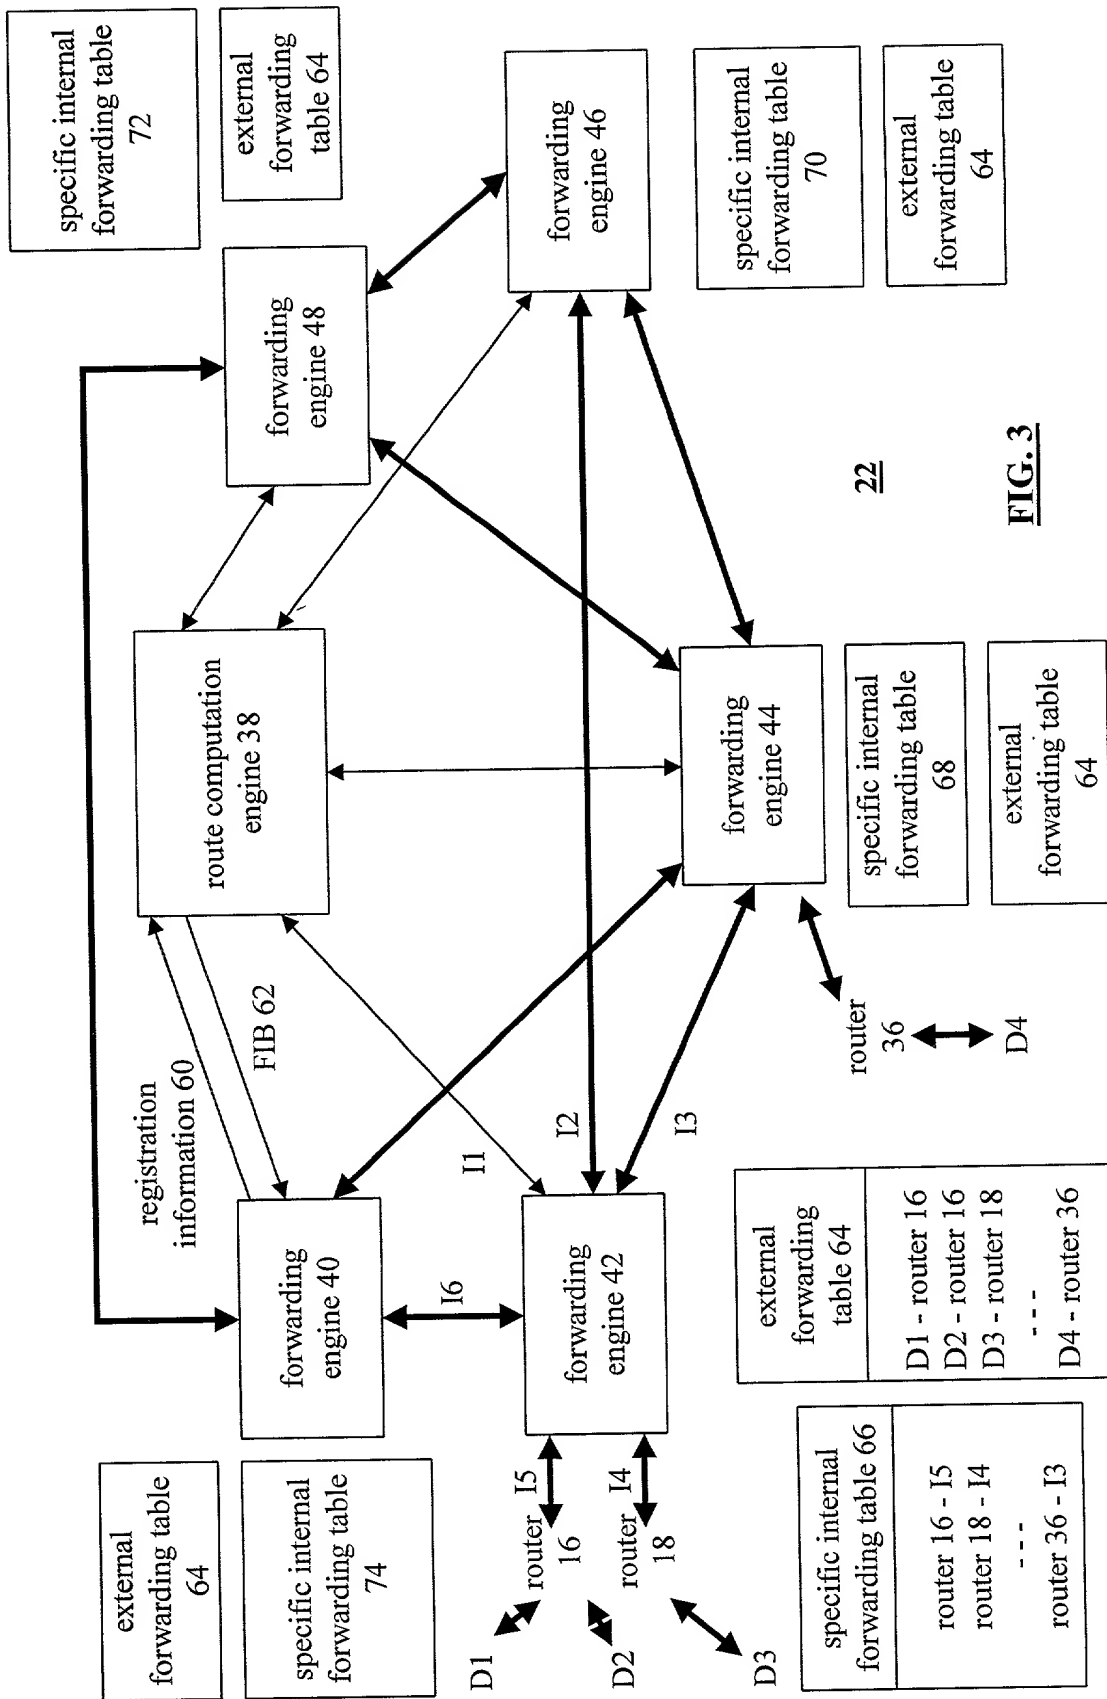 external
forwarding table
64
specific internal
forwarding table
74
registration
information 60
FIB 62
route computation
engine 38
specific internal
forwarding table
72
external
forwarding
table 64
forwarding
engine 40
forwarding
engine 48
I6
I1
forwarding
engine 42
I2
I3
forwarding
engine 46
D1
D2
D3
router
16
I5
router
18
I4
forwarding
engine 44
specific internal
forwarding table
70
external
forwarding table
64
router
36
D4
specific internal
forwarding table
68
external
forwarding table
64
specific internal
forwarding table 66
router 16 - I5
router 18 - I4
- - -
router 36 - I3
external
forwarding
table 64
D1 - router 16
D2 - router 16
D3 - router 18
- - -
D4 - router 36
22
FIG. 3